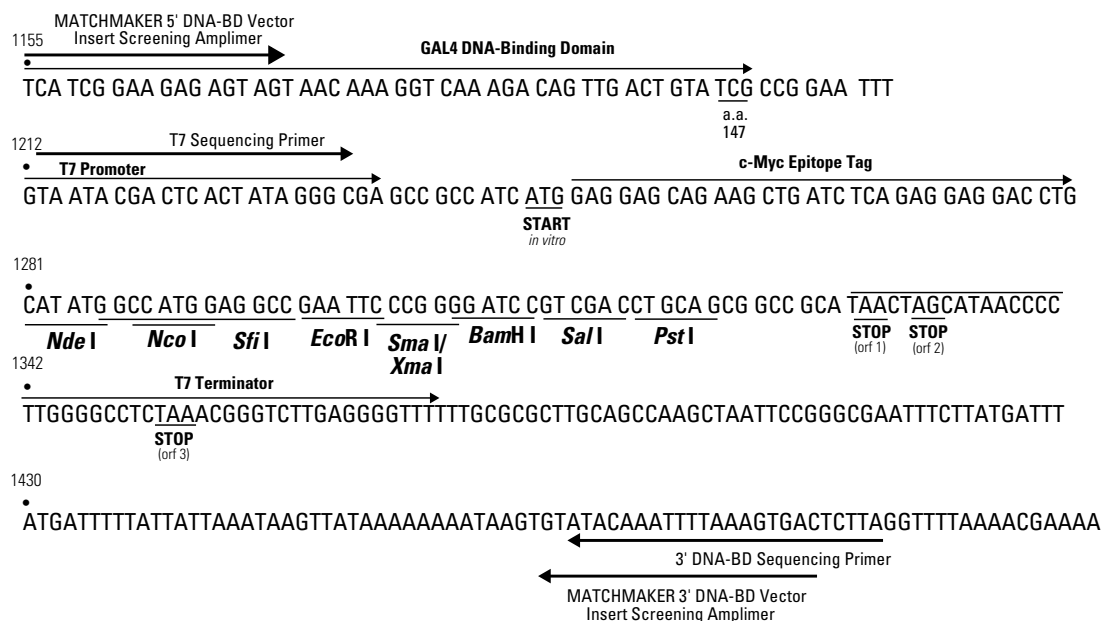 MATCHMAKER 5' DNA-BD Vector
Insert Screening Amplimer
1155
GAL4 DNA-Binding Domain
TCA TCG GAA GAG AGT AGT AAC AAA GGT CAA AGA CAG TTG ACT GTA TCG CCG GAA TTT
a.a.
147
1212
T7 Sequencing Primer
T7 Promoter
c-Myc Epitope Tag
GTA ATA CGA CTC ACT ATA GGG CGA GCC GCC ATC ATG GAG GAG CAG AAG CTG ATC TCA GAG GAG GAC CTG
START
in vitro
1281
CAT ATG GCC ATG GAG GCC GAA TTC CCG GGG ATC CGT CGA CCT GCA GCG GCC GCA TAACTAGCATAACCCC
Nde I
Nco I
Sfi I
EcoR I
Sma I/
Xma I
BamH I
Sal I
Pst I
STOP
(orf 1)
STOP
(orf 2)
1342
T7 Terminator
TTGGGGCCTCTAAACGGGTCTTGAGGGGTTTTTTGCGCGCTTGCAGCCAAGCTAATTCCGGGCGAATTTCTTATGATTT
STOP
(orf 3)
1430
ATGATTTTTATTATTAAATAAGTTATAAAAAAAATAAGTGTATACAAATTTTAAAGTGACTCTTAGGTTTTAAAACGAAAA
3' DNA-BD Sequencing Primer
MATCHMAKER 3' DNA-BD Vector
Insert Screening Amplimer